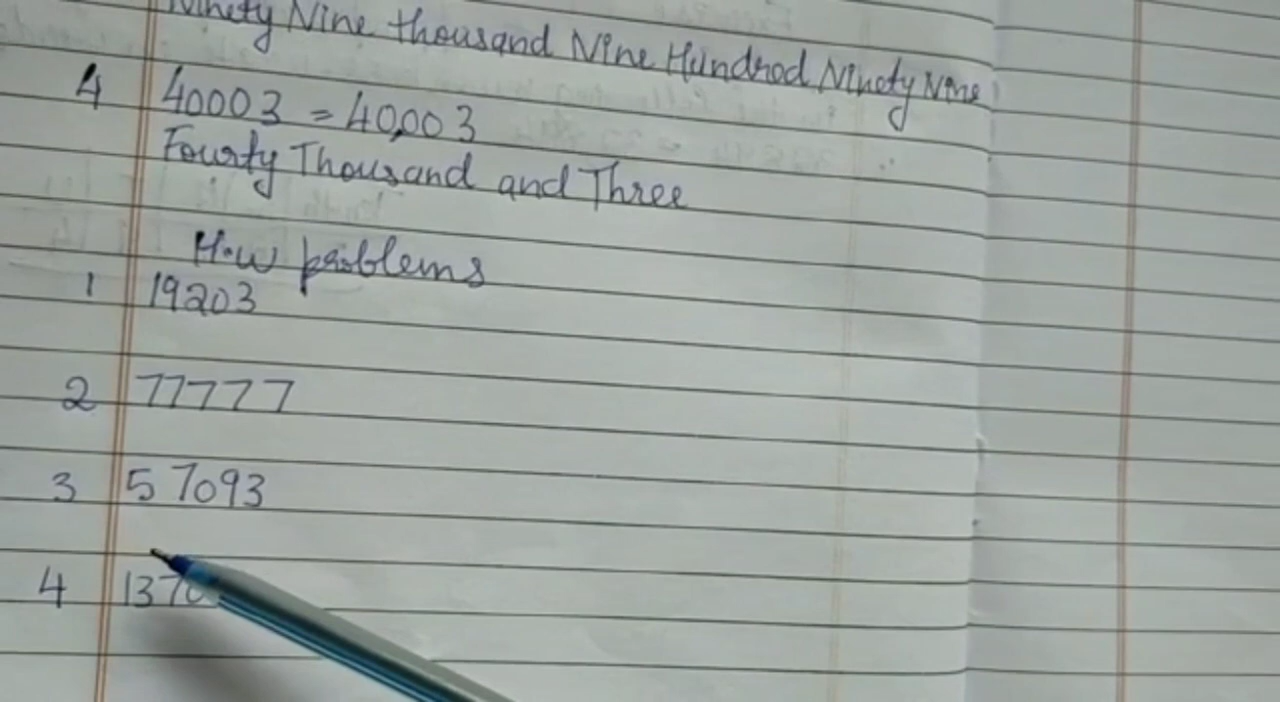 Ninety Nine thousand Nine Hundrod Ninety Nine
4 40003 = 40,003
Fourty Thousand and Three
H.w problems
1 19203
2 77777
3 57093
4